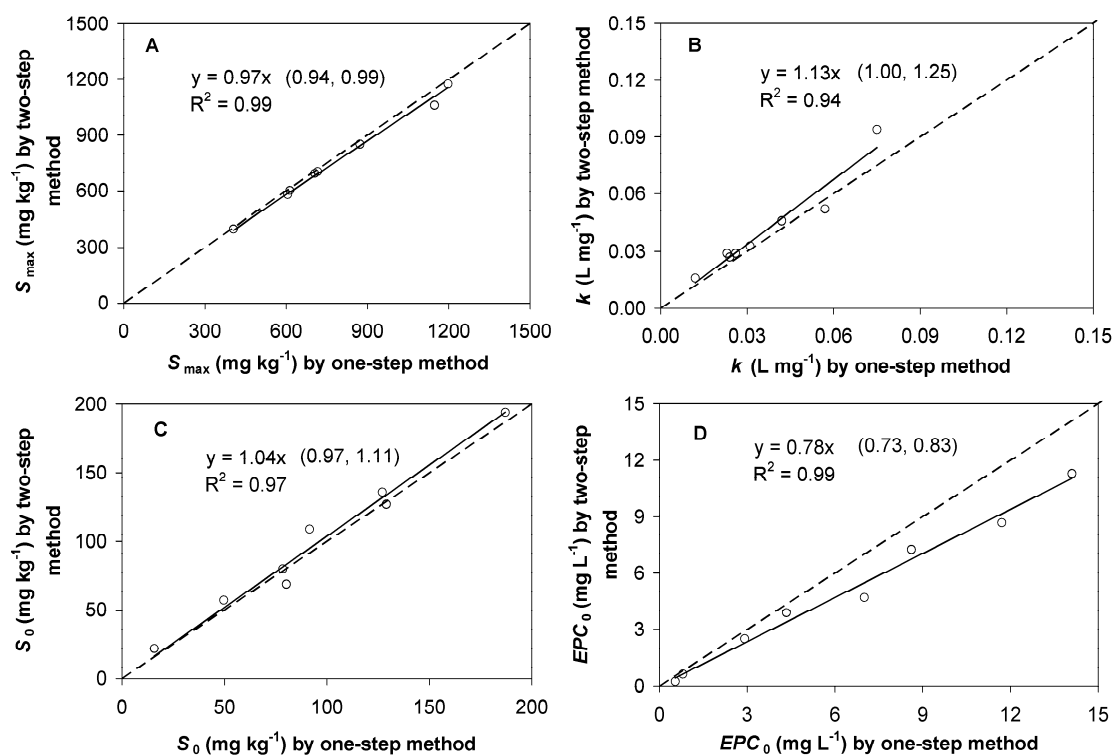 A
y = 0.97x (0.94, 0.99)
R² = 0.99
1500
1200
900
600
300
0
0 300 600 900 1200 1500
S max (mg kg⁻¹) by two-step
method
S max (mg kg⁻¹) by one-step method
B
y = 1.13x (1.00, 1.25)
R² = 0.94
0.15
0.12
0.09
0.06
0.03
0.00
0.00 0.03 0.06 0.09 0.12 0.15
k (L mg⁻¹) by two-step method
k (L mg⁻¹) by one-step method
C
y = 1.04x (0.97, 1.11)
R² = 0.97
200
150
100
50
0
0 50 100 150 200
S 0 (mg kg⁻¹) by two-step
method
S 0 (mg kg⁻¹) by one-step method
D
y = 0.78x (0.73, 0.83)
R² = 0.99
15
12
9
6
3
0
0 3 6 9 12 15
EPC 0 (mg L⁻¹) by two-step
method
EPC 0 (mg L⁻¹) by one-step method